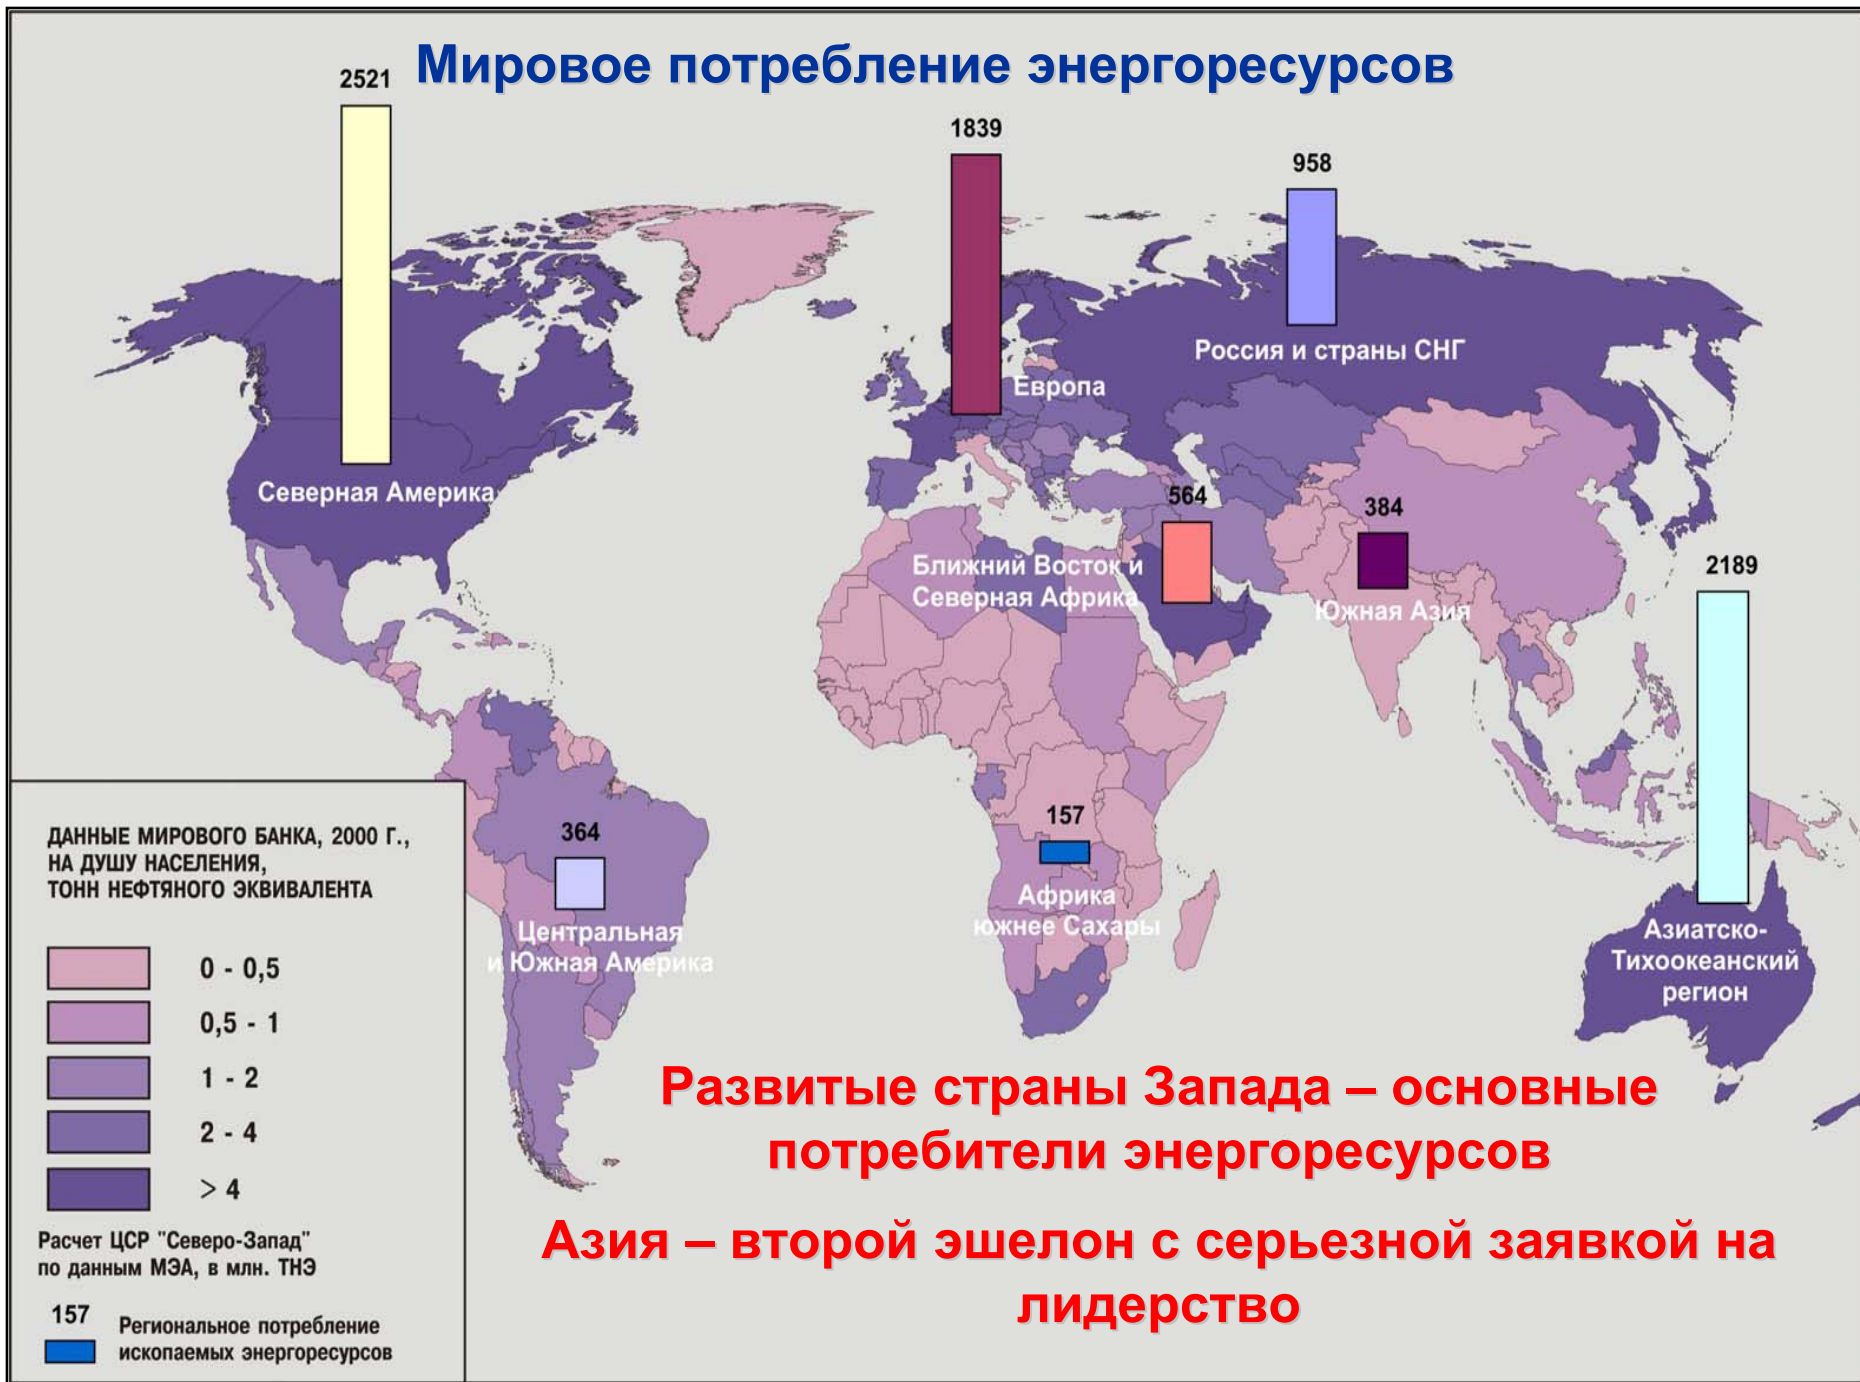 Мировое потребление энергоресурсов
2521
1839
958
Россия и страны СНГ
Европа
Северная Америка
564
384
Ближний Восток и
Северная Африка
Южная Азия
2189
364
157
Центральная
и Южная Америка
Африка
южнее Сахары
Азиатско-
Тихоокеанский
регион
ДАННЫЕ МИРОВОГО БАНКА, 2000 Г.,
НА ДУШУ НАСЕЛЕНИЯ,
ТОНН НЕФТЯНОГО ЭКВИВАЛЕНТА
0 - 0,5
0,5 - 1
1 - 2
2 - 4
> 4
Расчет ЦСР "Северо-Запад"
по данным МЭА, в млн. ТНЭ
157
Региональное потребление
ископаемых энергоресурсов
Развитые страны Запада – основные
потребители энергоресурсов
Азия – второй эшелон с серьезной заявкой на
лидерство